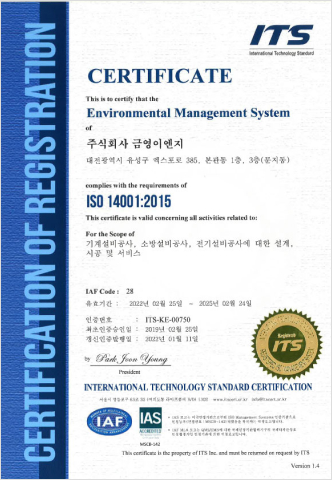 ITS
International Technology Standard
CERTIFICATION OF REGISTRATION
CERTIFICATE
This is to certify that the
Environmental Management System
of
주식회사 금영이엔지
대전광역시 유성구 엑스포로 385, 본관동 1층, 3층(문지동)
complies with the requirements of
ISO 14001:2015
This certificate is valid concerning all activities related to:
For the Scope of
기계설비공사, 소방설비공사, 전기설비공사에 대한 설계,
시공 및 서비스
IAF Code : 28
유효기간 : 2022년 02월 25일 - 2025년 02월 24일
인증번호 : ITS-KE-00750
최초인증승인일 : 2019년 02월 25일
갱신인증발행일 : 2022년 01월 11일
by Park Joon Young
President
Registered
ITS
INTERNATIONAL TECHNOLOGY STANDARD CERTIFICATION
IAF
IAS
ACCREDITED
MSCB-142
This certificate is the property of ITS Inc. and must be returned on request by ITS
Version 1.4